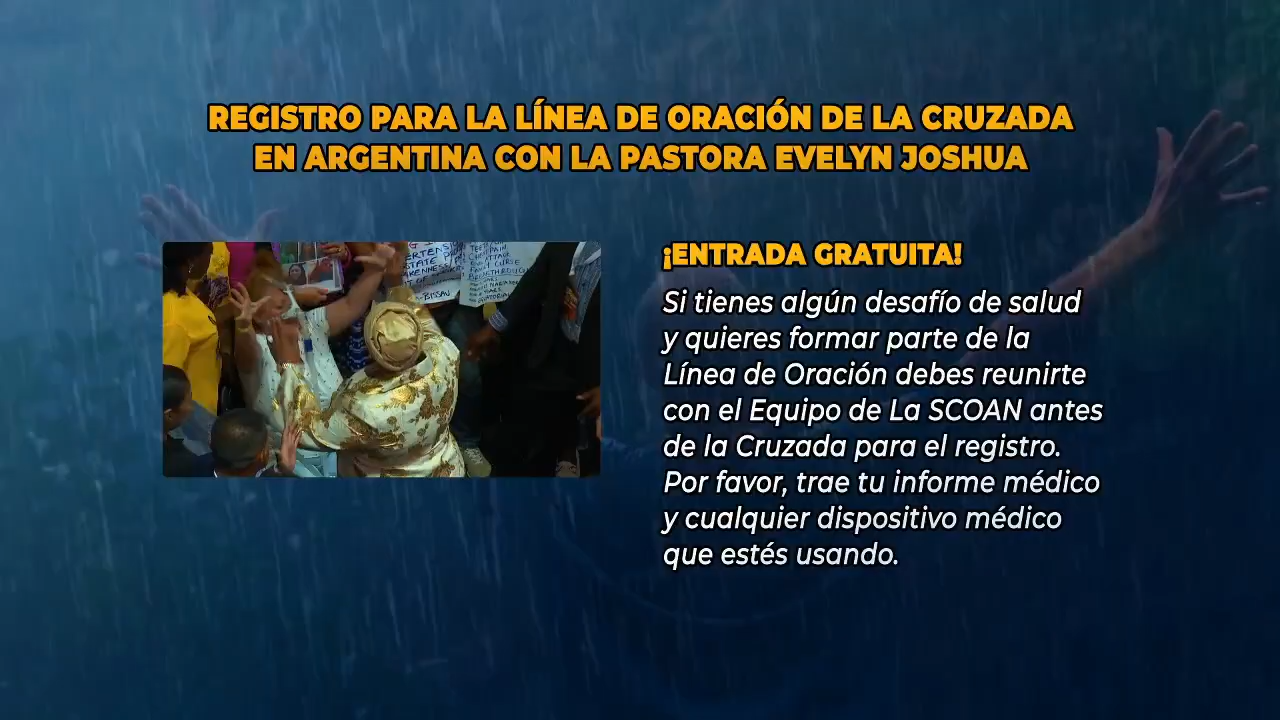 REGISTRO PARA LA LÍNEA DE ORACIÓN DE LA CRUZADA
EN ARGENTINA CON LA PASTORA EVELYN JOSHUA
¡ENTRADA GRATUITA!
Si tienes algún desafío de salud
y quieres formar parte de la
Línea de Oración debes reunirte
con el Equipo de La SCOAN antes
de la Cruzada para el registro.
Por favor, trae tu informe médico
y cualquier dispositivo médico
que estés usando.